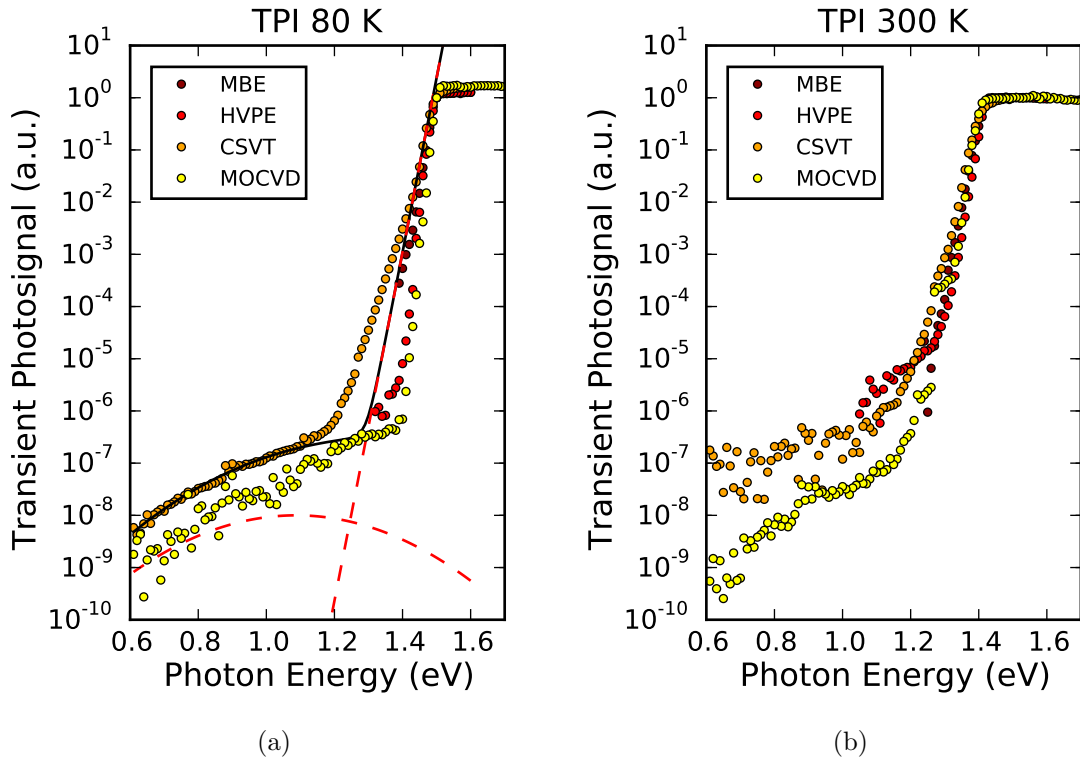 TPI 80 K
TPI 300 K
10^1
10^0
10^-1
10^-2
10^-3
10^-4
10^-5
10^-6
10^-7
10^-8
10^-9
10^-10
Transient Photosignal (a.u.)
MBE
HVPE
CSVT
MOCVD
0.6 0.8 1.0 1.2 1.4 1.6
Photon Energy (eV)
(a)
10^1
10^0
10^-1
10^-2
10^-3
10^-4
10^-5
10^-6
10^-7
10^-8
10^-9
10^-10
Transient Photosignal (a.u.)
MBE
HVPE
CSVT
MOCVD
0.6 0.8 1.0 1.2 1.4 1.6
Photon Energy (eV)
(b)